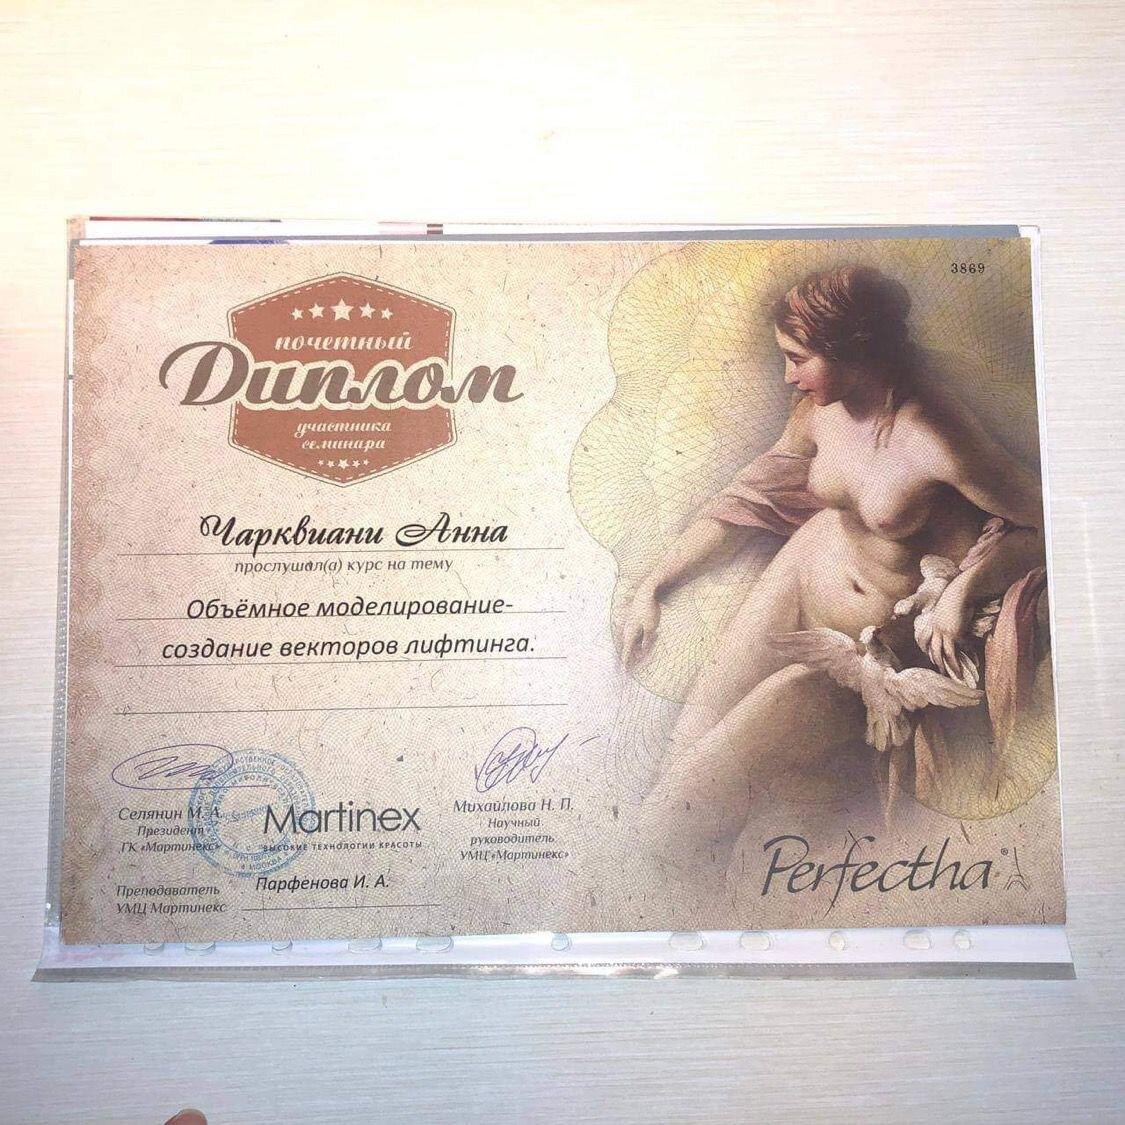 3869
почетный
Диплом
участника
семинара
Чарквиани Анна
прослушал(а) курс на тему
Объёмное моделирование-
создание векторов лифтинга.
Селянин М. А.
Президент
ГК «Мартинекс»
Martinex
ВЫСОКИЕ ТЕХНОЛОГИИ КРАСОТЫ
МОСКВА
Михайлова Н. П.
Научный
руководитель
УМЦ «Мартинекс»
Преподаватель
УМЦ Мартинекс
Парфенова И. А.
Perfectha®